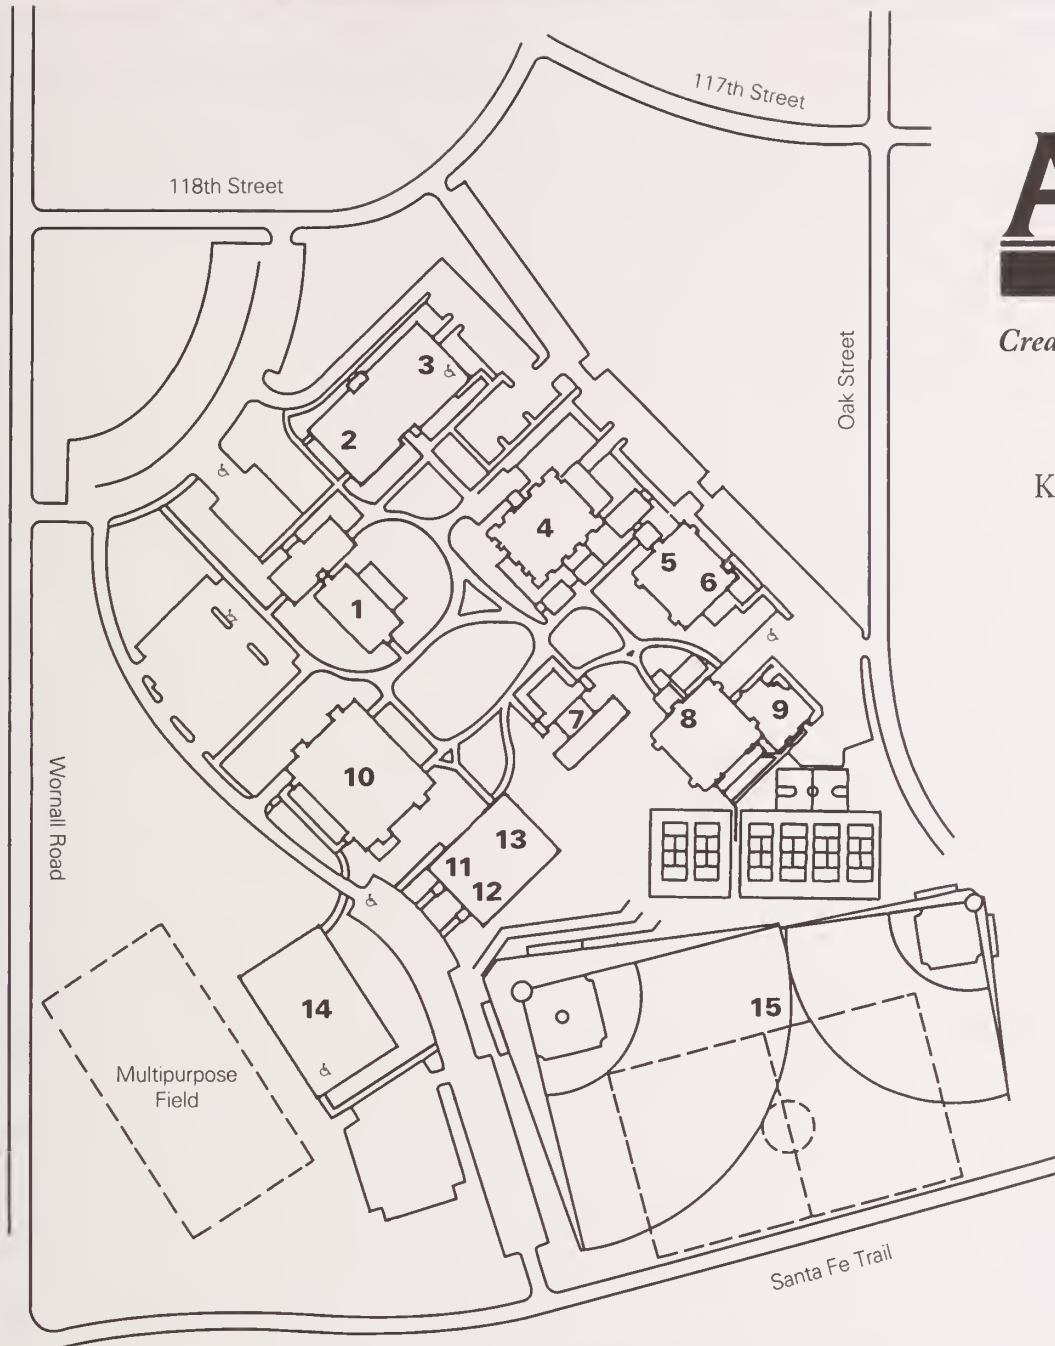 117th Street
118th Street
A
Crea
Oak Street
K
3
2
4
5
6
1
7
8
9
10
Wornall Road
13
11
12
14
15
Multipurpose
Field
Santa Fe Trail